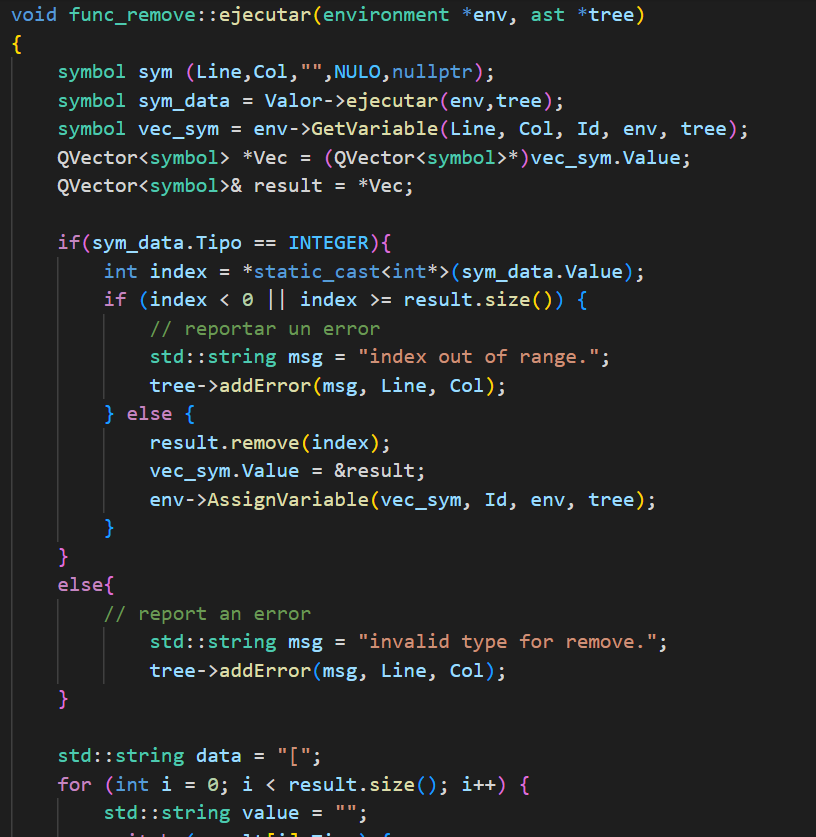 void func_remove::ejecutar(environment *env, ast *tree)
{
    symbol sym (Line,Col,"",NULO,nullptr);
    symbol sym_data = Valor->ejecutar(env,tree);
    symbol vec_sym = env->GetVariable(Line, Col, Id, env, tree);
    QVector<symbol> *Vec = (QVector<symbol>*)vec_sym.Value;
    QVector<symbol>& result = *Vec;

    if(sym_data.Tipo == INTEGER){
        int index = *static_cast<int*>(sym_data.Value);
        if (index < 0 || index >= result.size()) {
            // reportar un error
            std::string msg = "index out of range.";
            tree->addError(msg, Line, Col);
        } else {
            result.remove(index);
            vec_sym.Value = &result;
            env->AssignVariable(vec_sym, Id, env, tree);
        }
    }
    else{
        // report an error
            std::string msg = "invalid type for remove.";
            tree->addError(msg, Line, Col);
    }

    std::string data = "[";
    for (int i = 0; i < result.size(); i++) {
        std::string value = "";